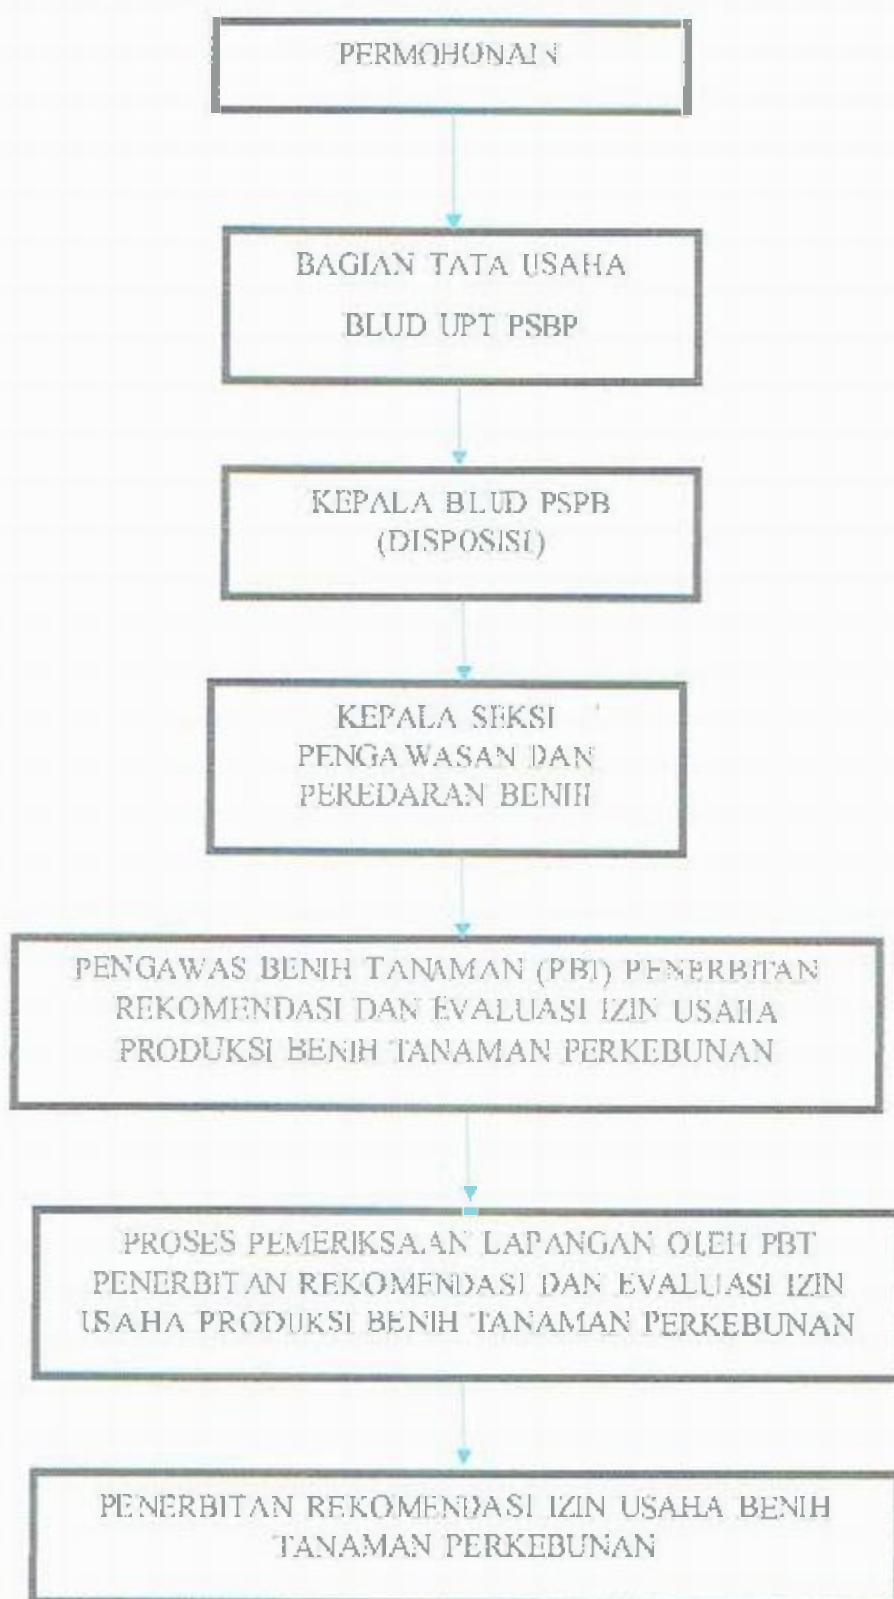 PERMOHONAIN
BAGIAN TATA USAHA
BLUD UPT PSBP
KEPALA BLUD PSPB
(DISPOSISI)
KEPALA SEKSI
PENGAWASAN DAN
PEREDARAN BENIH
PENGAWAS BENIH TANAMAN (PBT) PENERBITAN
REKOMENDASI DAN EVALUASI IZIN USAHA
PRODUKSI BENIH TANAMAN PERKEBUNAN
PROSES PEMERIKSAAN LAPANGAN OLEH PBT
PENERBITAN REKOMENDASI DAN EVALUASI IZIN
USAHA PRODUKSI BENIH TANAMAN PERKEBUNAN
PENERBITAN REKOMENDASI IZIN USAHA BENIH
TANAMAN PERKEBUNAN